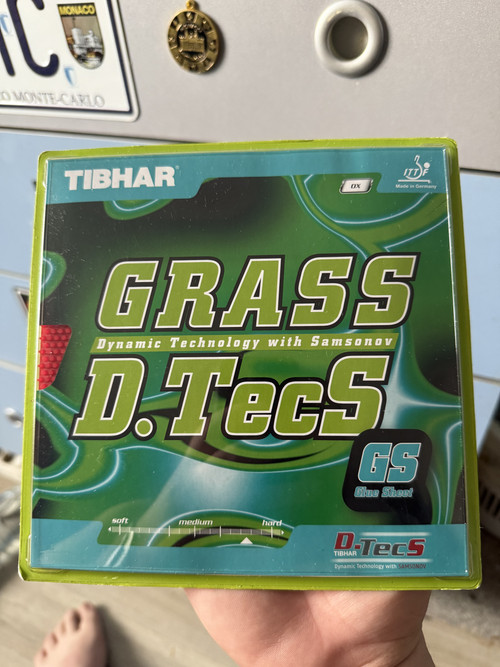 MONACO
IC
MONTE-CARLO
TIBHAR
OX
ITTF
Made in Germany
GRASS
Dynamic Technology with Samsonov
D.TecS
GS
Glue Sheet
soft medium hard
D-TecS
TIBHAR
Dynamic Technology with SAMSONOV